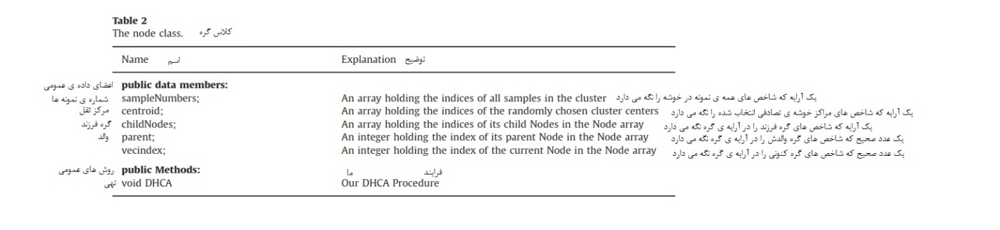 Table 2
The node class. کلاس گره
Name اسم Explanation توضیح
اعضای داده ی عمومی public data members:
شماره ی نمونه ها sampleNumbers; An array holding the indices of all samples in the cluster یک آرایه که شاخص های همه ی نمونه در خوشه را نگه می دارد
مرکز ثقل centroid; An array holding the indices of the randomly chosen cluster centers یک آرایه که شاخص های مراکز خوشه ی تصادفی انتخاب شده را نگه می دارد
گره فرزند childNodes; An array holding the indices of its child Nodes in the Node array یک آرایه که شاخص های گره فرزند را در آرایه ی گره نگه می دارد
والد parent; An integer holding the index of its parent Node in the Node array یک عدد صحیح که شاخص های گره والدش را در آرایه ی گره نگه می دارد
vecindex; An integer holding the index of the current Node in the Node array یک عدد صحیح که شاخص های گره کنونی را در آرایه ی گره نگه می دارد
روش های عمومی public Methods: ما فرایند
تهی void DHCA Our DHCA Procedure